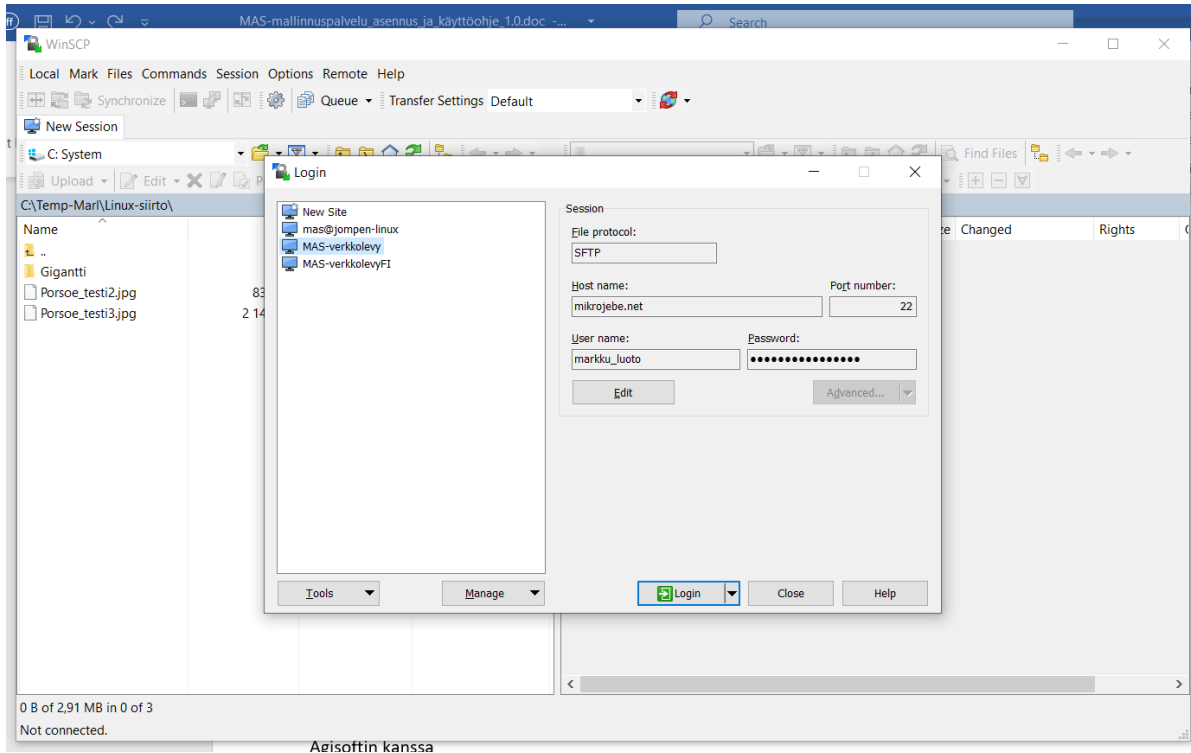 MAS-mallinnuspalvelu_asennus_ja_käyttöohje_1.0.doc -...
Search
WinSCP
Local Mark Files Commands Session Options Remote Help
Synchronize Queue Transfer Settings Default
New Session
C: System
Find Files
Upload Edit
C:\Temp-Marl\Linux-siirto\
Name
Changed Rights
..
Gigantti
Porsoe_testi2.jpg 83
Porsoe_testi3.jpg 2 14
Login
New Site
mas@jompen-linux
MAS-verkkolevy
MAS-verkkolevyFI
Session
File protocol:
SFTP
Host name: Port number:
mikrojebe.net 22
User name: Password:
markku_luoto ●●●●●●●●●●●●●●●●
Edit Advanced...
Tools Manage Login Close Help
0 B of 2,91 MB in 0 of 3
Not connected.
Agisoftin kanssa